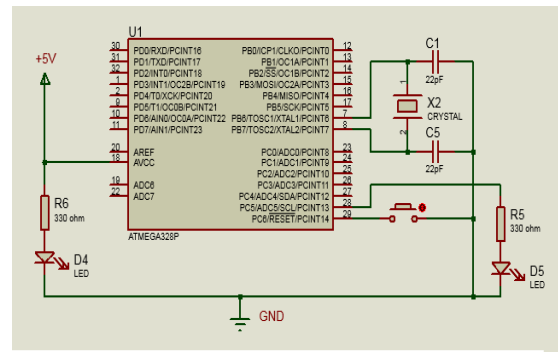 U1
+5V
30 PD0/RXD/PCINT16 PB0/ICP1/CLKO/PCINT0 12
31 PD1/TXD/PCINT17 PB1/OC1A/PCINT1 13
32 PD2/INT0/PCINT18 PB2/SS/OC1B/PCINT2 14
1 PD3/INT1/OC2B/PCINT19 PB3/MOSI/OC2A/PCINT3 15
2 PD4/T0/XCK/PCINT20 PB4/MISO/PCINT4 16
9 PD5/T1/OC0B/PCINT21 PB5/SCK/PCINT5 17
10 PD6/AIN0/OC0A/PCINT22 PB6/TOSC1/XTAL1/PCINT6 7
11 PD7/AIN1/PCINT23 PB7/TOSC2/XTAL2/PCINT7 8
20 AREF PC0/ADC0/PCINT8 23
18 AVCC PC1/ADC1/PCINT9 24
PC2/ADC2/PCINT10 25
19 ADC6 PC3/ADC3/PCINT11 26
22 ADC7 PC4/ADC4/SDA/PCINT12 27
PC5/ADC5/SCL/PCINT13 28
PC6/RESET/PCINT14 29
ATMEGA328P
C1
22pF
1
X2
CRYSTAL
2
C5
22pF
R6
330 ohm
D4
LED
R5
330 ohm
D5
LED
GND